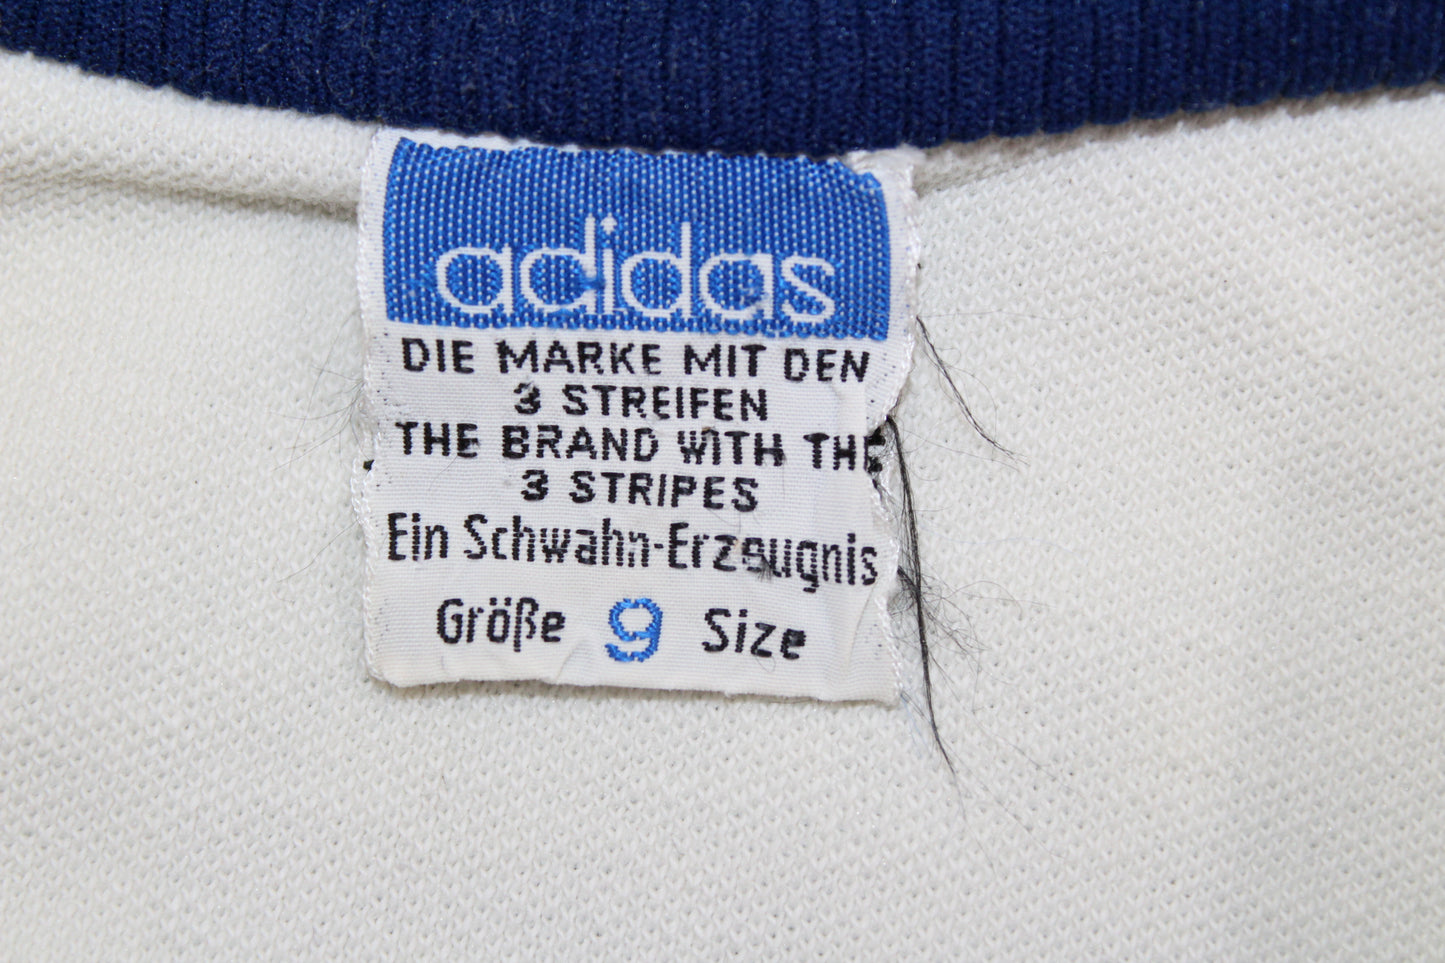 adidas
DIE MARKE MIT DEN
3 STREIFEN
THE BRAND WITH THE
3 STRIPES
Ein Schwahn-Erzeugnis
Größe 9 Size